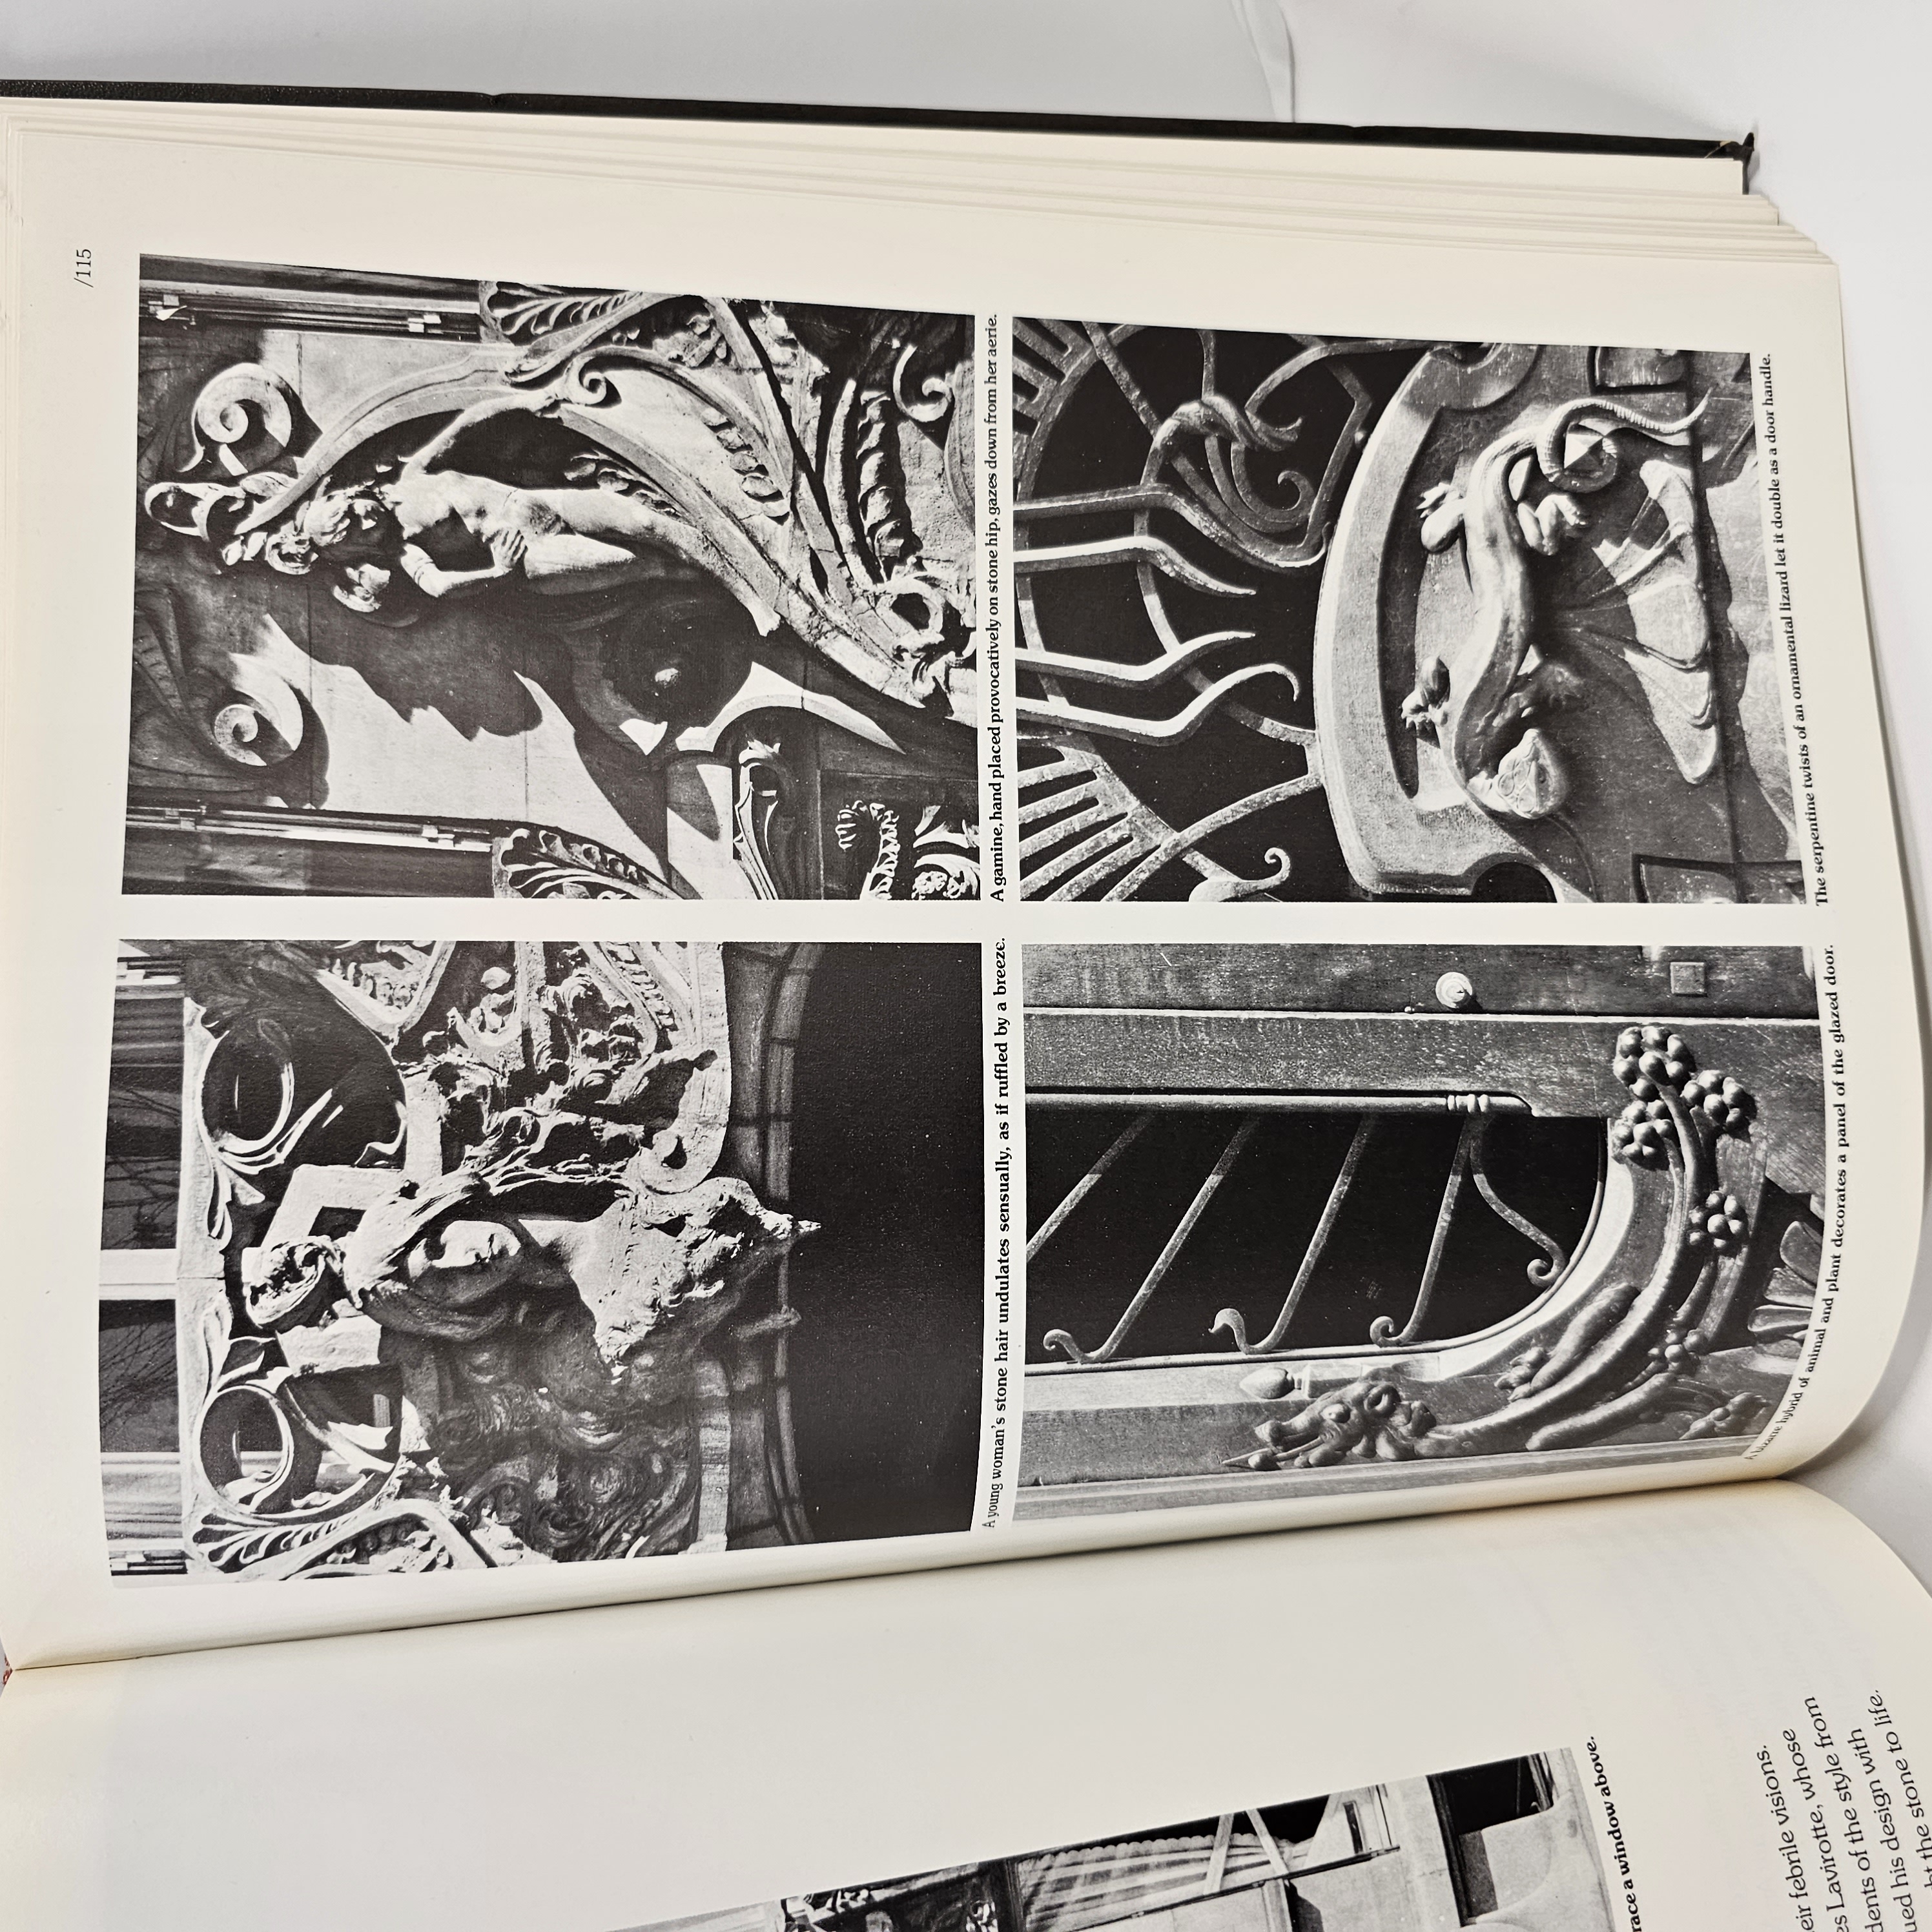 race a window above.
eir febrile visions.
es Lavirotte, whose
dents of the style from
ued his design with
ht the stone to life.
/115
A young woman's stone hair undulates sensually, as if ruffled by a breeze.
A gamine, hand placed provocatively on stone hip, gazes down from her aerie.
A bizarre hybrid of animal and plant decorates a panel of the glazed door.
The serpentine twists of an ornamental lizard let it double as a door handle.